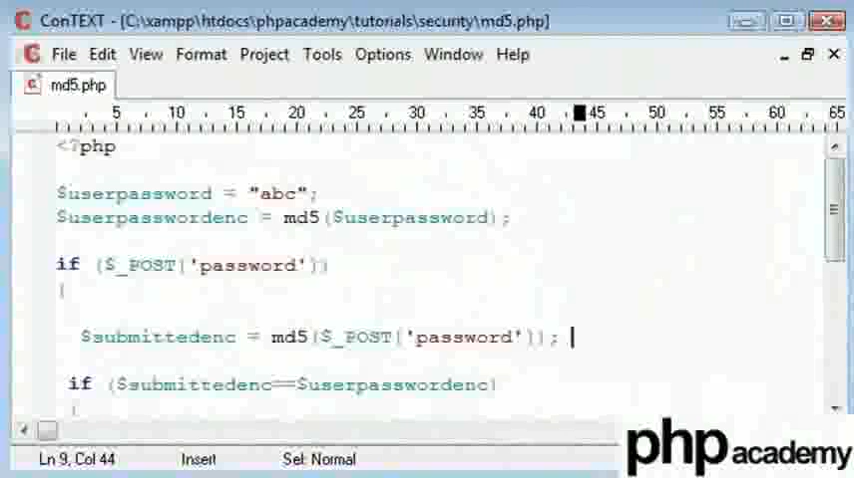 ConTEXT - [C:\xampp\htdocs\phpacademy\tutorials\security\md5.php]
File Edit View Format Project Tools Options Window Help
md5.php
5 10 15 20 25 30 35 40 45 50 55 60 65
<?php
$userpassword = "abc";
$userpasswordenc = md5($userpassword);
if ($_POST['password'])
{
$submittedenc = md5($_POST['password']);
if ($submittedenc==$userpasswordenc)
{
Ln 9, Col 44 Insert Sel: Normal
php academy